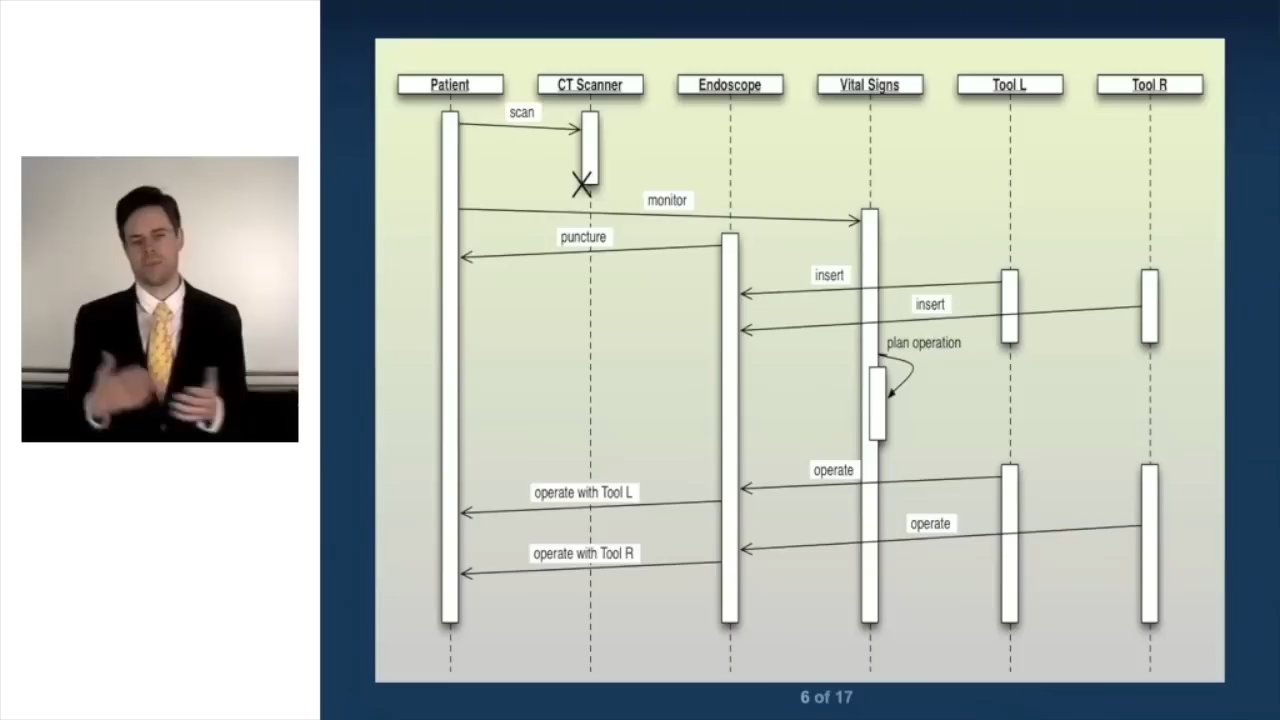 Patient
CT Scanner
Endoscope
Vital Signs
Tool L
Tool R
scan
monitor
puncture
insert
insert
plan operation
operate
operate with Tool L
operate
operate with Tool R
6 of 17